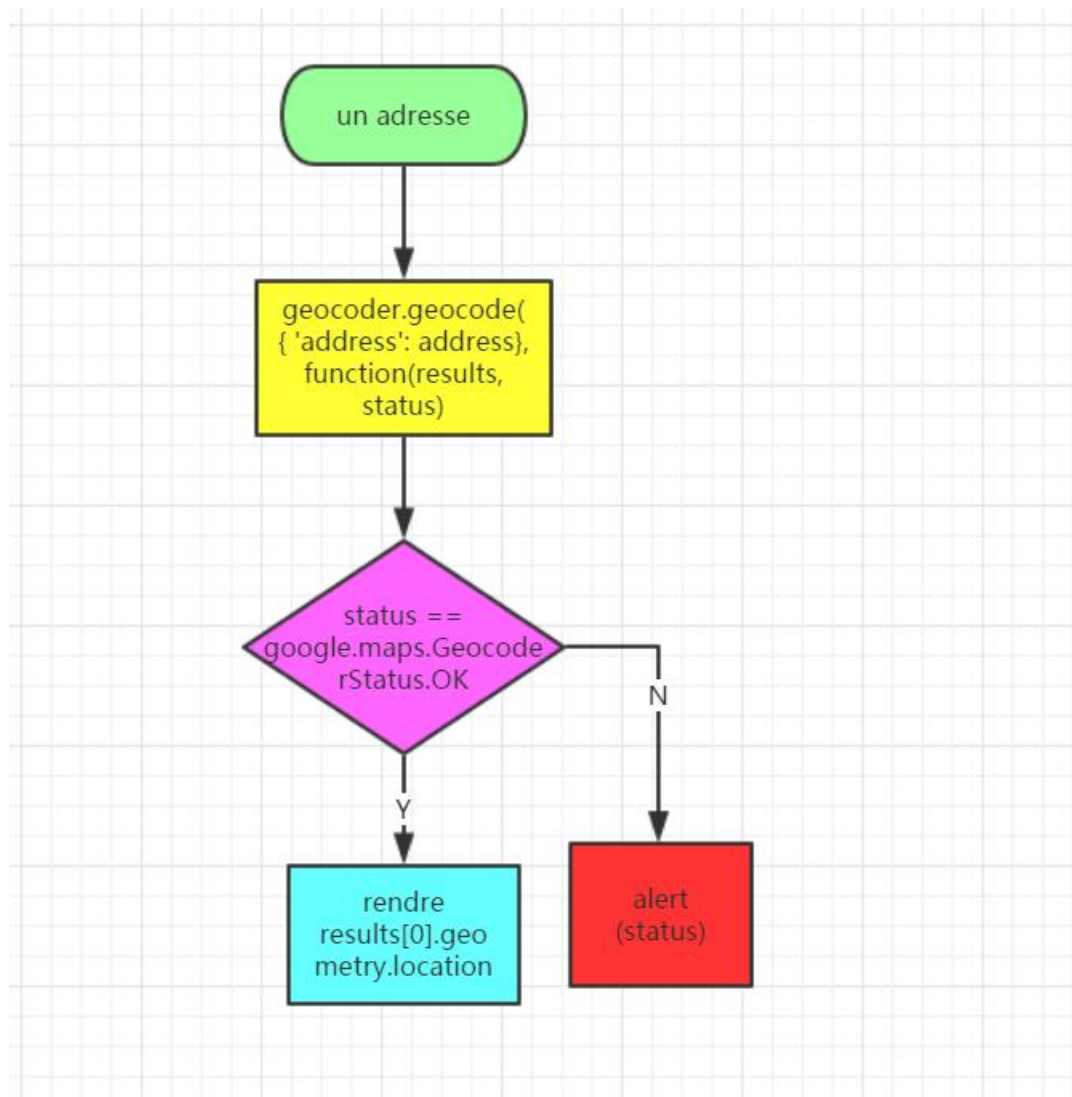 un adresse
geocoder.geocode(
{ 'address': address},
function(results,
status)
status ==
google.maps.Geocode
rStatus.OK
N
Y
rendre
results[0].geo
metry.location
alert
(status)